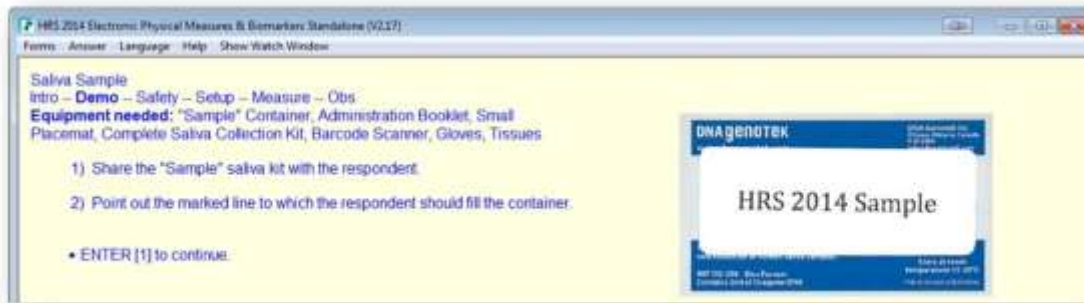 HRS 2014 Electronic Physical Measures & Biomarkers Standalone (V2.17)
Forms Answer Language Help Show Watch Window
Saliva Sample
Intro -- Demo -- Safety -- Setup -- Measure -- Obs
Equipment needed: "Sample" Container, Administration Booklet, Small
Placemat, Complete Saliva Collection Kit, Barcode Scanner, Gloves, Tissues
1) Share the "Sample" saliva kit with the respondent.
2) Point out the marked line to which the respondent should fill the container.
• ENTER [1] to continue.
DNA genoTeK
HRS 2014 Sample